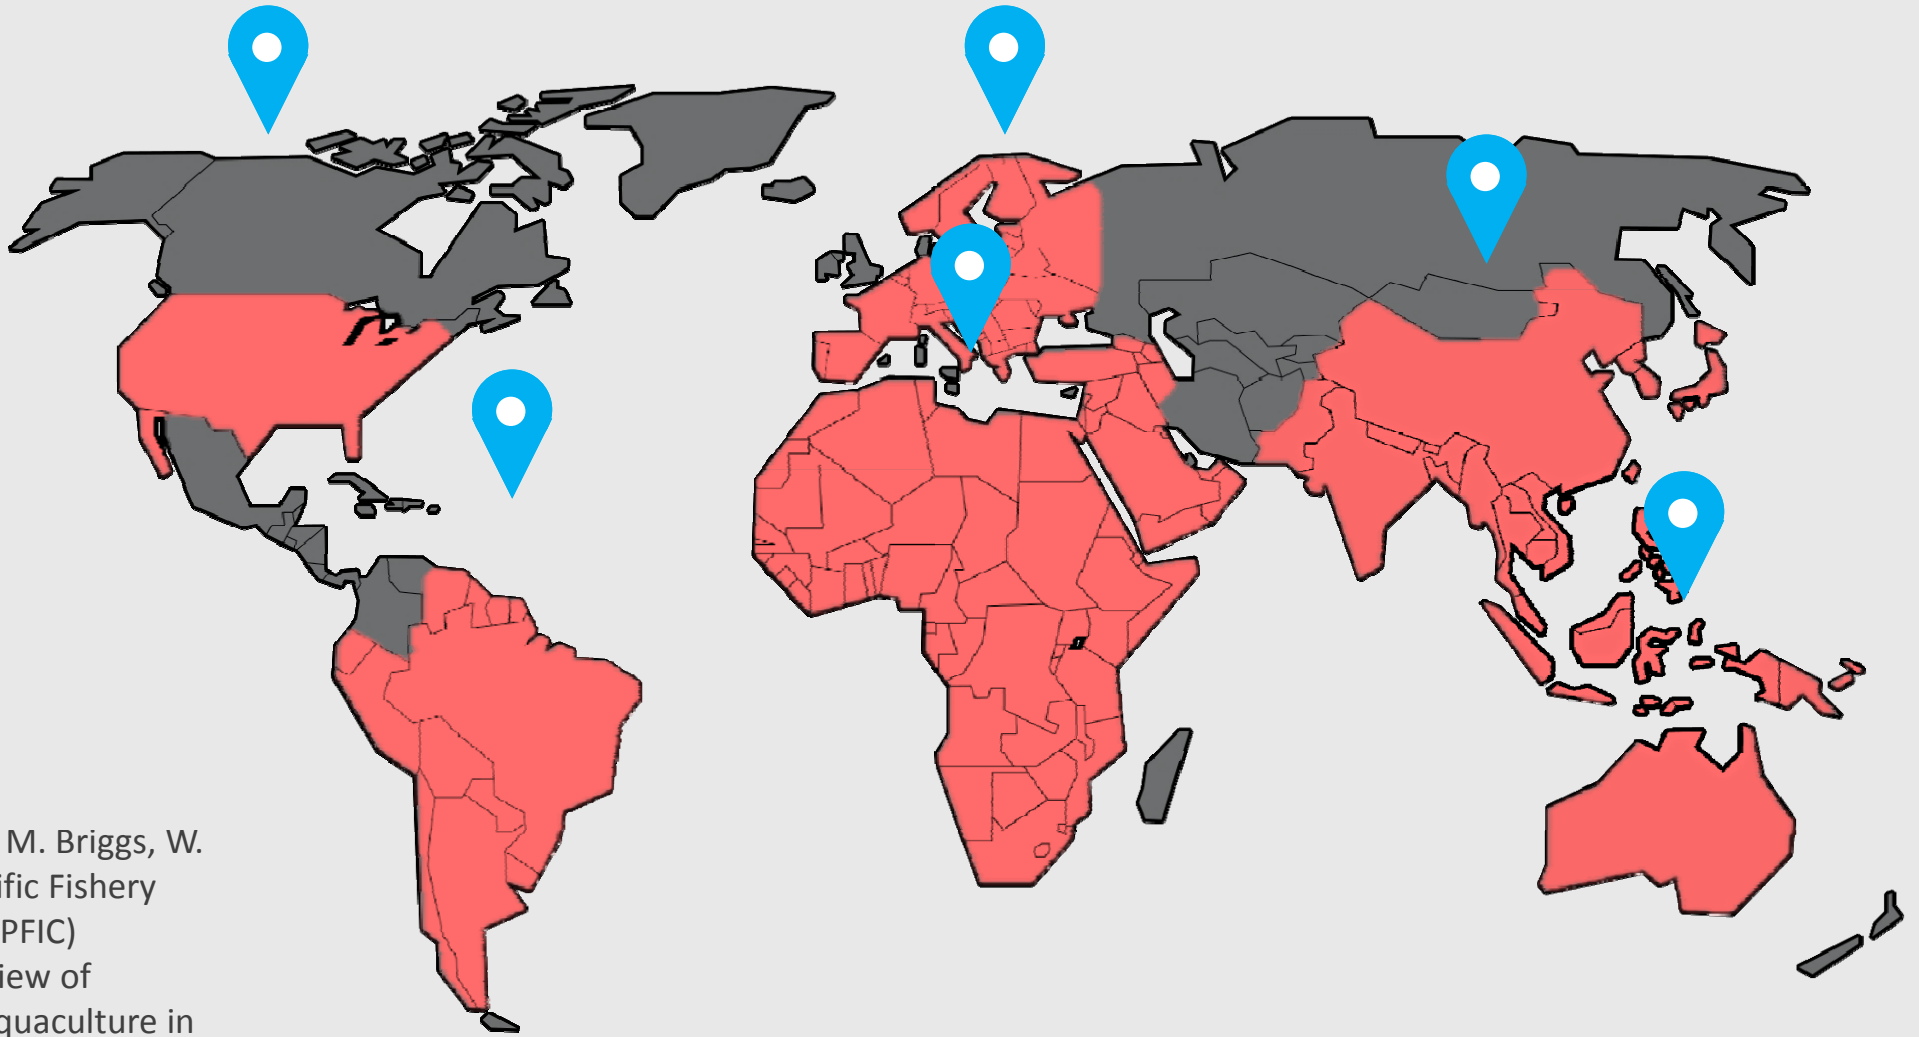 M. Briggs, W.
ific Fishery
PFIC)
iew of
quaculture in